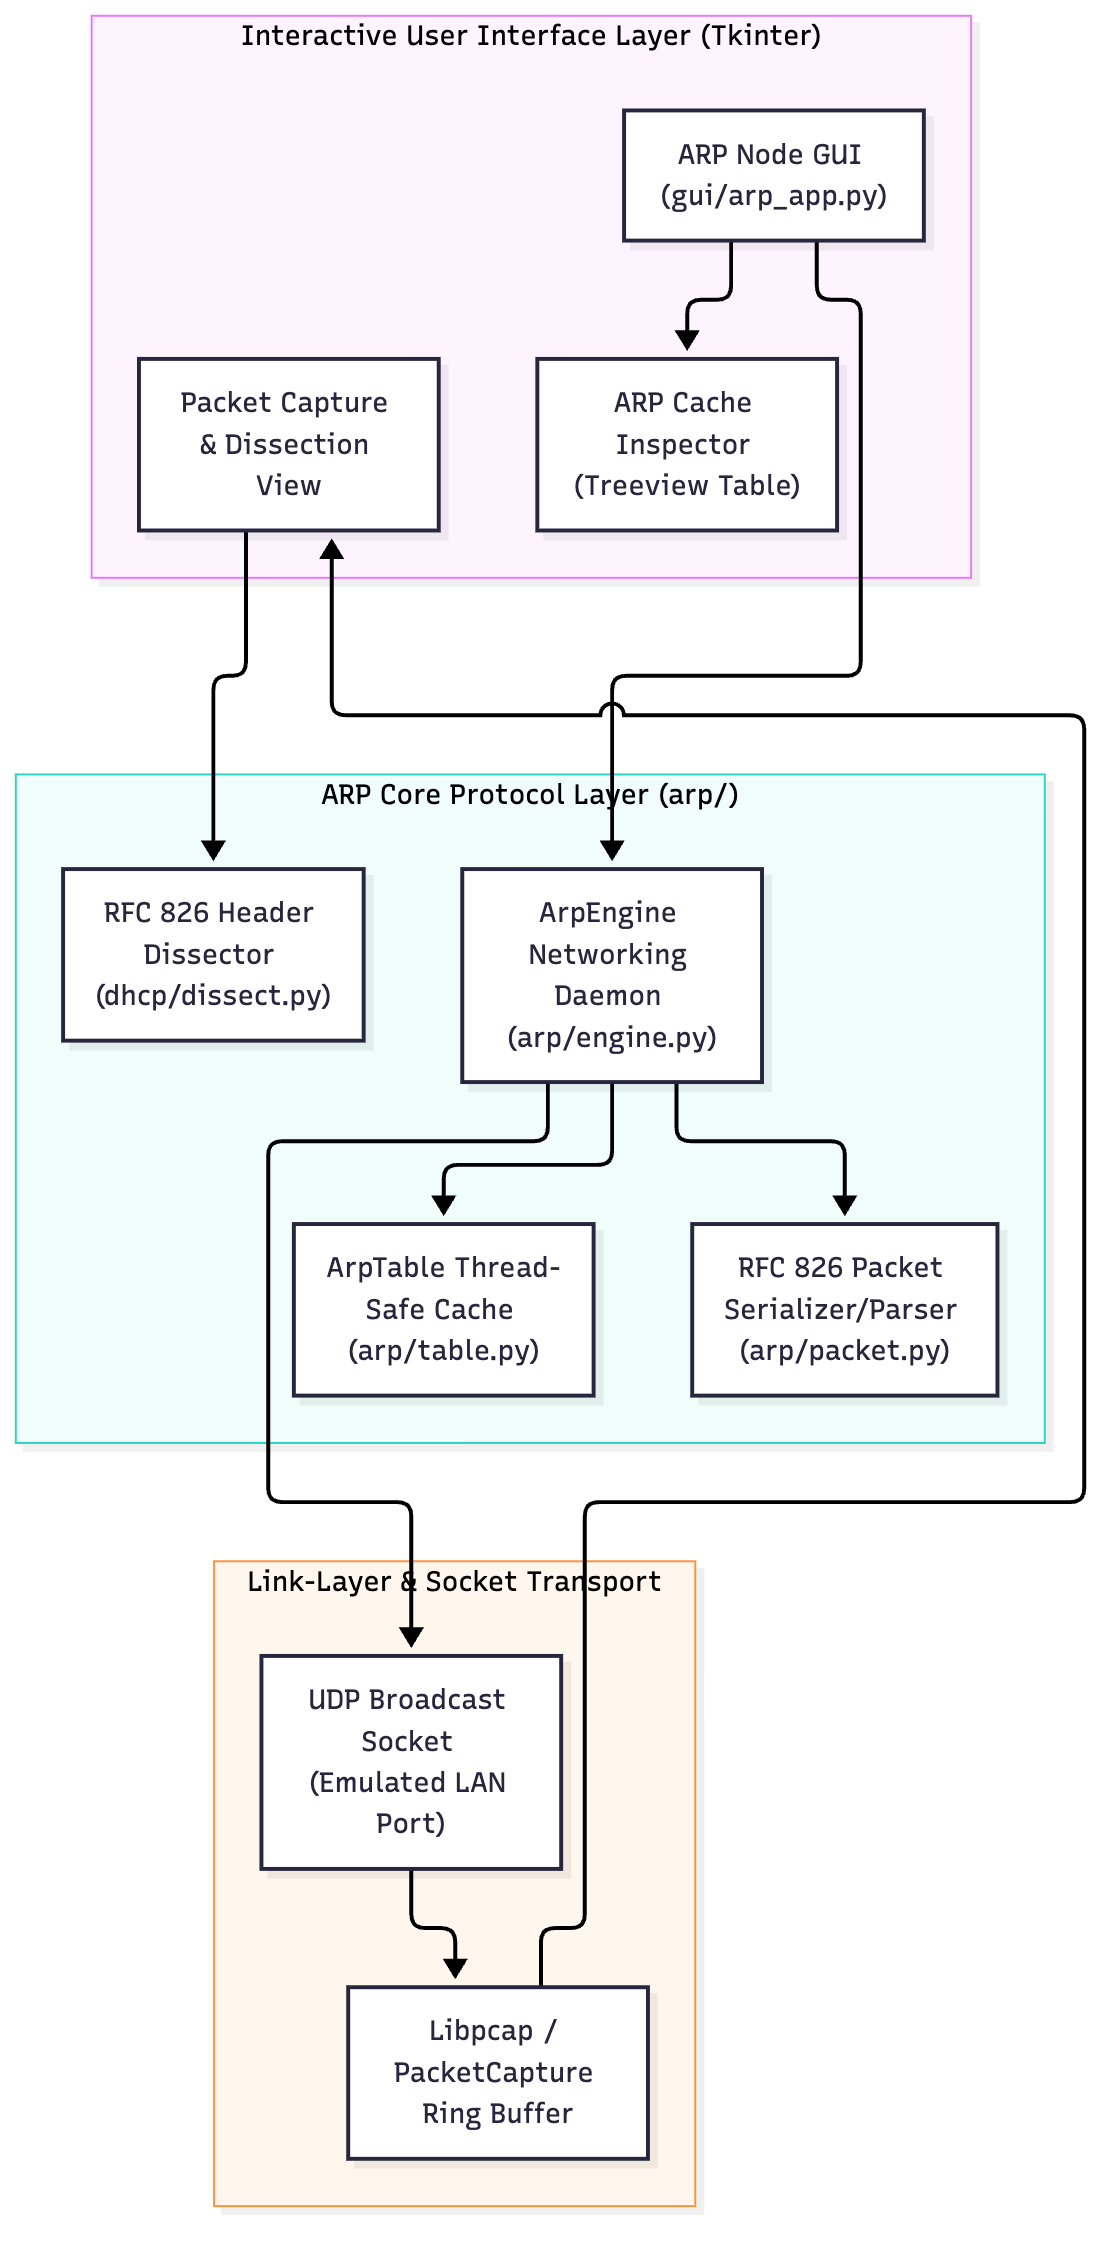 Interactive User Interface Layer (Tkinter)
ARP Node GUI
(gui/arp_app.py)
Packet Capture
& Dissection
View
ARP Cache
Inspector
(Treeview Table)
ARP Core Protocol Layer (arp/)
RFC 826 Header
Dissector
(dhcp/dissect.py)
ArpEngine
Networking
Daemon
(arp/engine.py)
ArpTable Thread-
Safe Cache
(arp/table.py)
RFC 826 Packet
Serializer/Parser
(arp/packet.py)
Link-Layer & Socket Transport
UDP Broadcast
Socket
(Emulated LAN
Port)
Libpcap /
PacketCapture
Ring Buffer